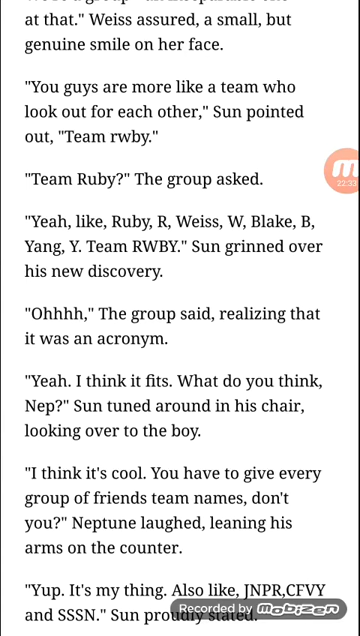 at that." Weiss assured, a small, but
genuine smile on her face.
"You guys are more like a team who
look out for each other," Sun pointed
out, "Team rwby."
"Team Ruby?" The group asked.
"Yeah, like, Ruby, R, Weiss, W, Blake, B,
Yang, Y. Team RWBY." Sun grinned over
his new discovery.
"Ohhhh," The group said, realizing that
it was an acronym.
"Yeah. I think it fits. What do you think,
Nep?" Sun tuned around in his chair,
looking over to the boy.
"I think it's cool. You have to give every
group of friends team names, don't
you?" Neptune laughed, leaning his
arms on the counter.
"Yup. It's my thing. Also like, JNPR,CFVY
and SSSN." Sun proudly stated.
22:33
Recorded by mobizen